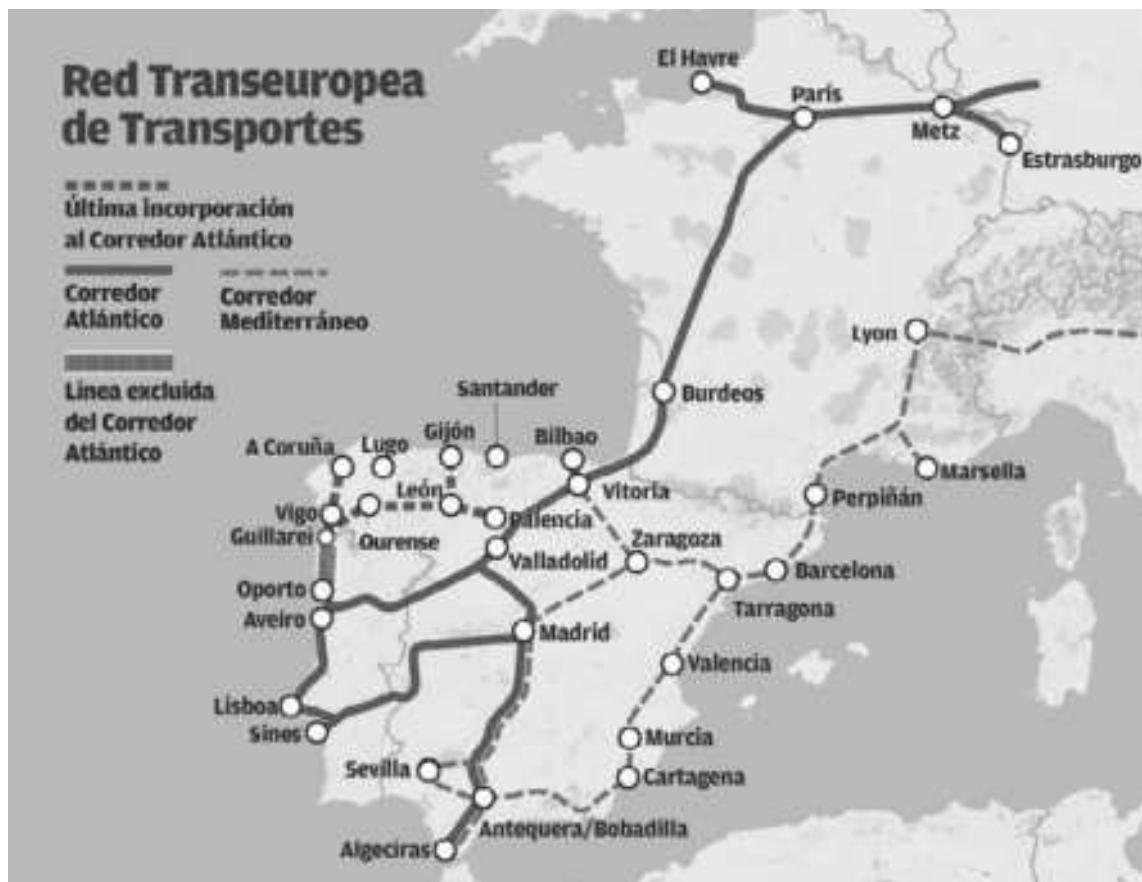 Red Transeuropea
de Transportes
Última incorporación
al Corredor Atlántico
Corredor
Atlántico
Corredor
Mediterráneo
Linea excluida
del Corredor
Atlántico
El Havre
París
Metz
Estrasburgo
Lyon
Burdeos
Santander
A Coruña
Lugo
Gijón
Bilbao
Marsella
Vitoria
Perpiñán
León
Vigo
Palencia
Guillarei
Ourense
Zaragoza
Valladolid
Barcelona
Oporto
Tarragona
Aveiro
Madrid
Valencia
Lisboa
Sines
Murcia
Sevilla
Cartagena
Antequera/Bobadilla
Algeciras